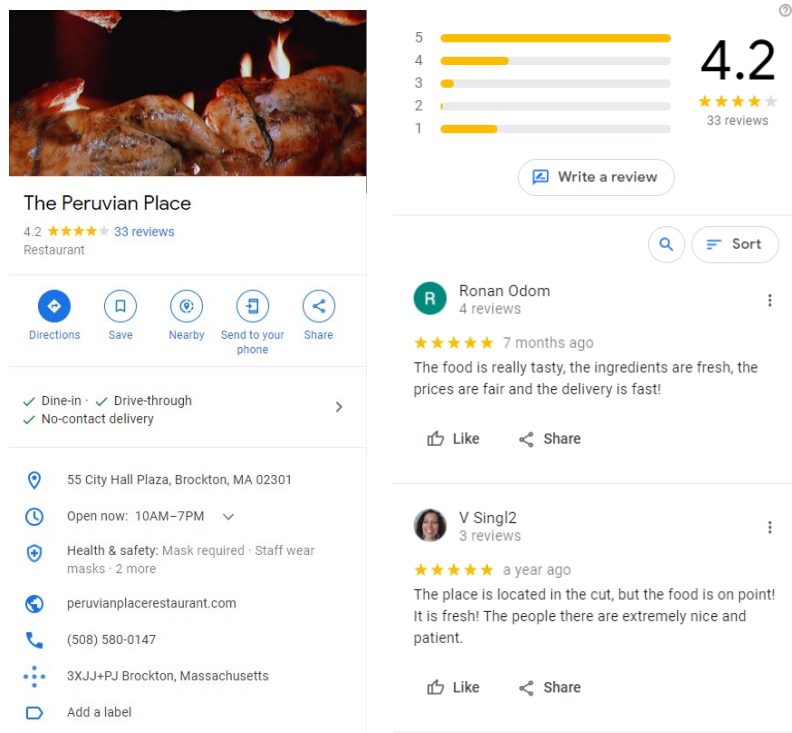 The Peruvian Place
4.2 33 reviews
Restaurant
Directions
Save
Nearby
Send to your
phone
Share
Dine-in · Drive-through
No-contact delivery
55 City Hall Plaza, Brockton, MA 02301
Open now: 10AM–7PM
Health & safety: Mask required · Staff wear
masks · 2 more
peruvianplacerestaurant.com
(508) 580-0147
3XJJ+PJ Brockton, Massachusetts
Add a label
?
5
4
3
2
1
4.2
33 reviews
Write a review
Sort
R
Ronan Odom
4 reviews
7 months ago
The food is really tasty, the ingredients are fresh, the
prices are fair and the delivery is fast!
Like
Share
V Singl2
3 reviews
a year ago
The place is located in the cut, but the food is on point!
It is fresh! The people there are extremely nice and
patient.
Like
Share